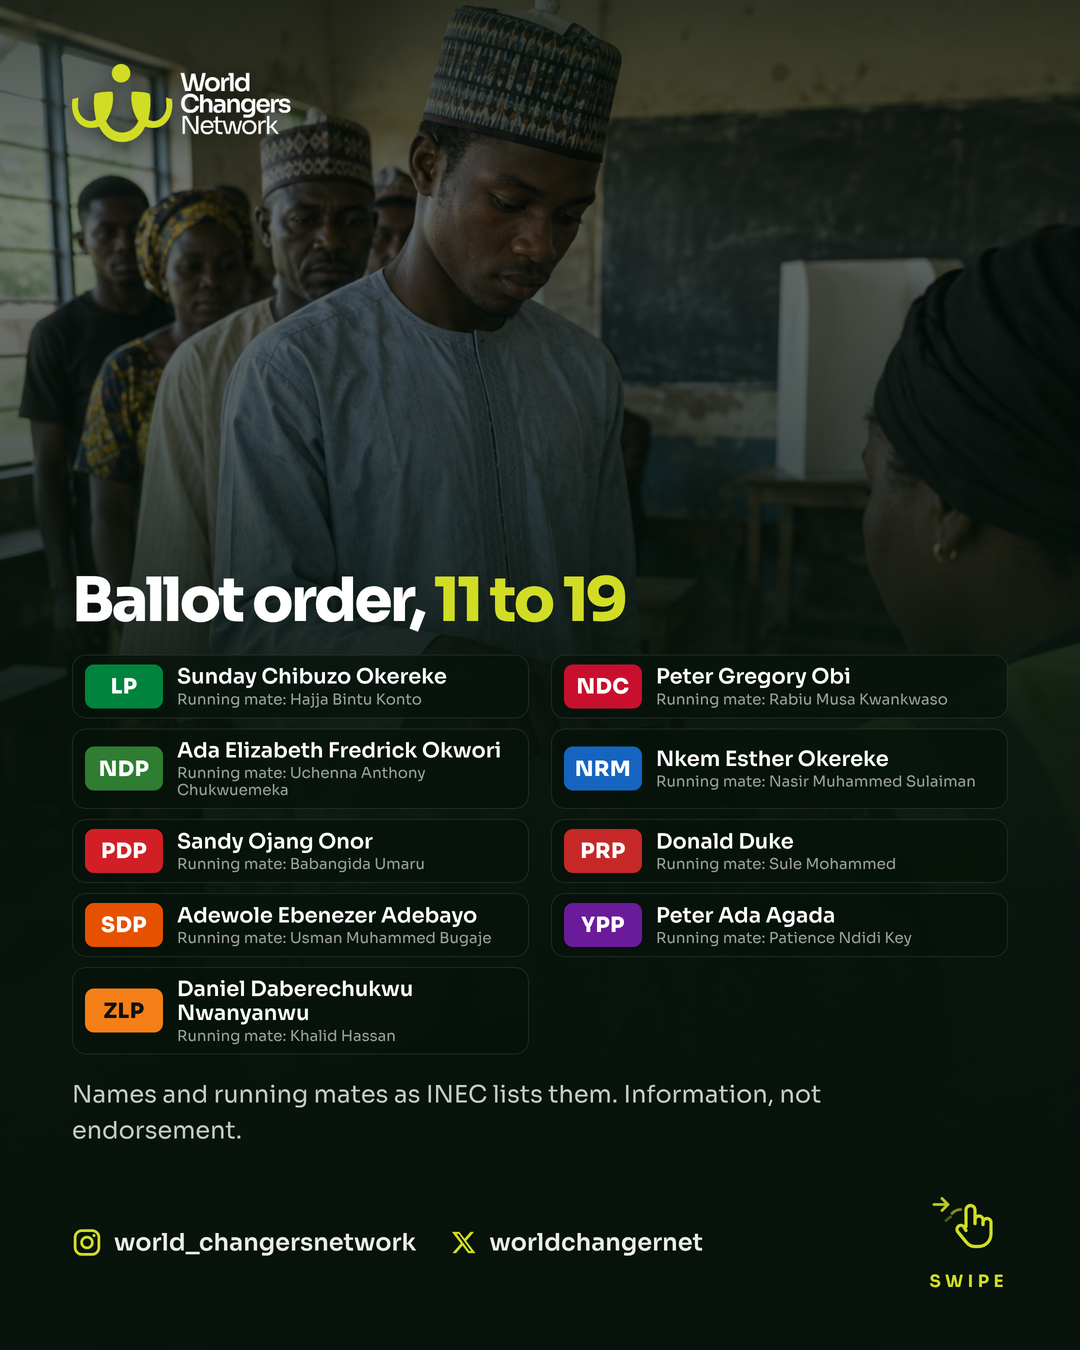 World
Changers
Network
Ballot order, 11 to 19
LP
Sunday Chibuzo Okereke
Running mate: Hajja Bintu Konto
NDC
Peter Gregory Obi
Running mate: Rabiu Musa Kwankwaso
NDP
Ada Elizabeth Fredrick Okwori
Running mate: Uchenna Anthony
Chukwuemeka
NRM
Nkem Esther Okereke
Running mate: Nasir Muhammed Sulaiman
PDP
Sandy Ojang Onor
Running mate: Babangida Umaru
PRP
Donald Duke
Running mate: Sule Mohammed
SDP
Adewole Ebenezer Adebayo
Running mate: Usman Muhammed Bugaje
YPP
Peter Ada Agada
Running mate: Patience Ndidi Key
ZLP
Daniel Daberechukwu
Nwanyanwu
Running mate: Khalid Hassan
Names and running mates as INEC lists them. Information, not
endorsement.
world_changersnetwork
worldchangernet
SWIPE